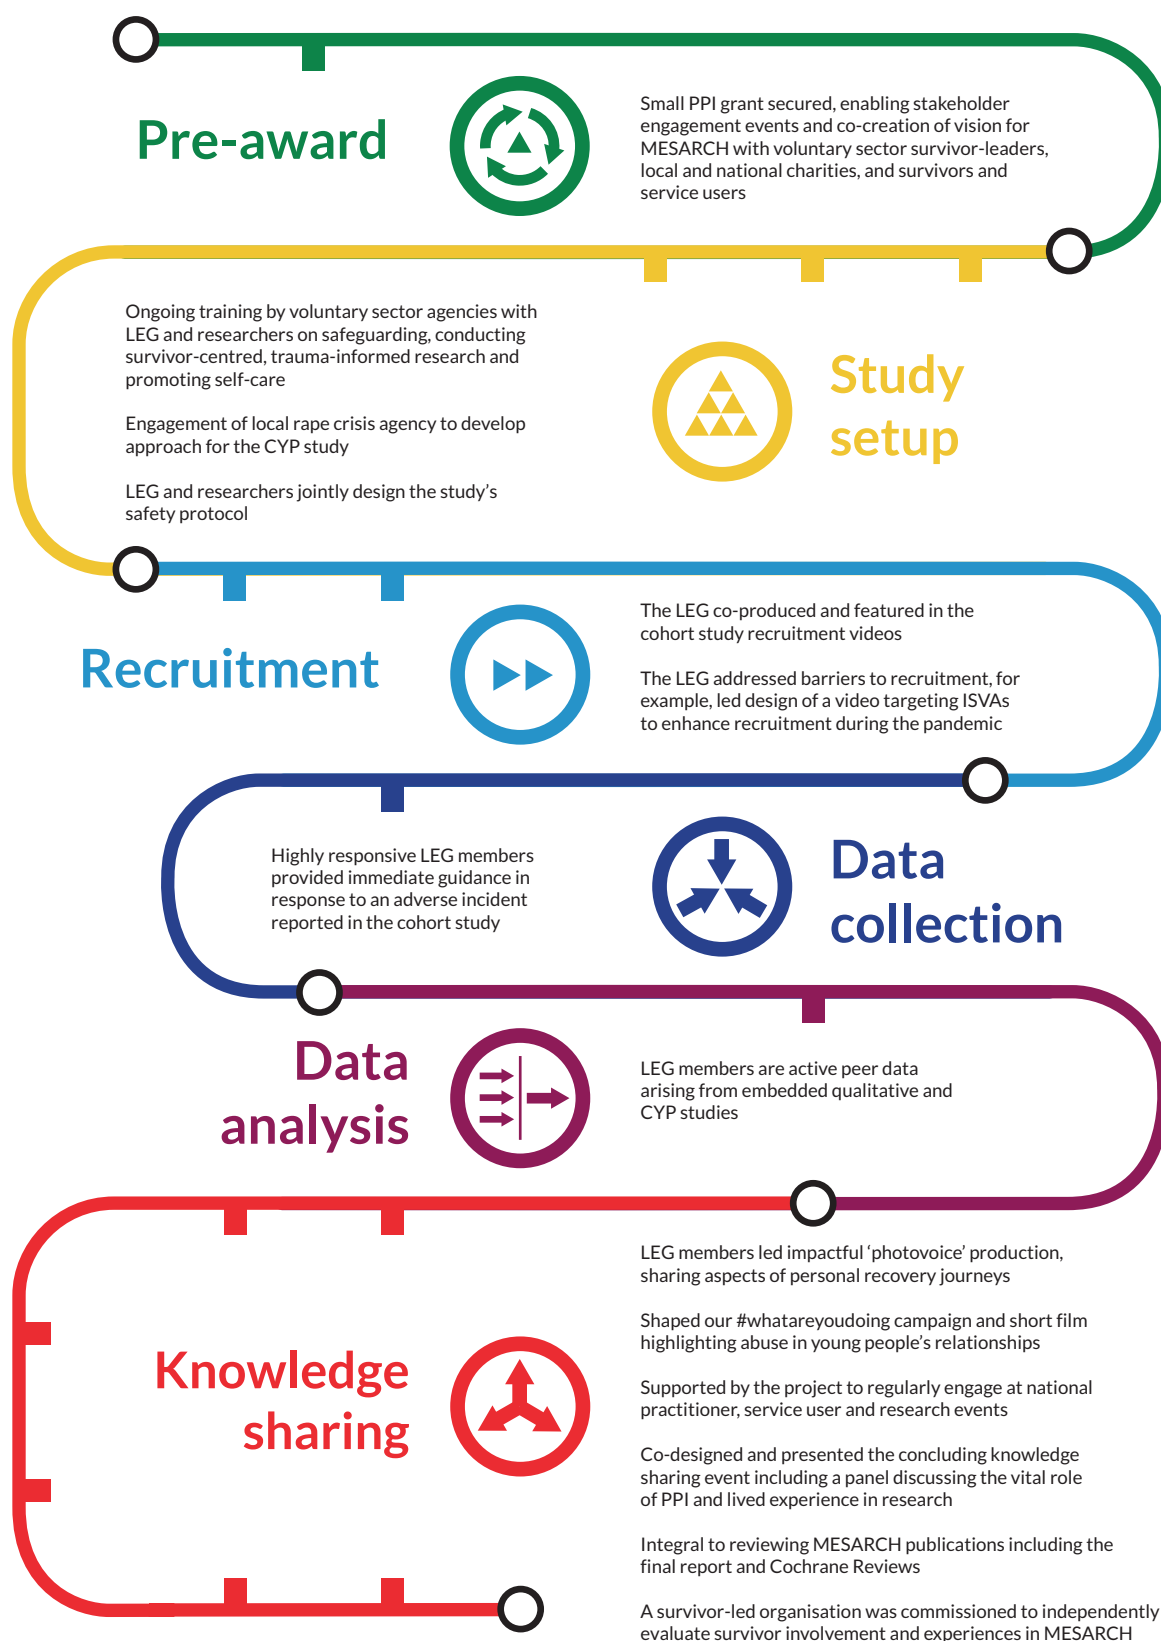 Pre-award
Small PPI grant secured, enabling stakeholder
engagement events and co-creation of vision for
MESARCH with voluntary sector survivor-leaders,
local and national charities, and survivors and
service users
Ongoing training by voluntary sector agencies with
LEG and researchers on safeguarding, conducting
survivor-centred, trauma-informed research and
promoting self-care
Engagement of local rape crisis agency to develop
approach for the CYP study
LEG and researchers jointly design the study's
safety protocol
Study
setup
Recruitment
The LEG co-produced and featured in the
cohort study recruitment videos
The LEG addressed barriers to recruitment, for
example, led design of a video targeting ISVAs
to enhance recruitment during the pandemic
Highly responsive LEG members
provided immediate guidance in
response to an adverse incident
reported in the cohort study
Data
collection
Data
analysis
LEG members are active peer data
arising from embedded qualitative and
CYP studies
Knowledge
sharing
LEG members led impactful ‘photovoice’ production,
sharing aspects of personal recovery journeys
Shaped our #whatareyoudoing campaign and short film
highlighting abuse in young people's relationships
Supported by the project to regularly engage at national
practitioner, service user and research events
Co-designed and presented the concluding knowledge
sharing event including a panel discussing the vital role
of PPI and lived experience in research
Integral to reviewing MESARCH publications including the
final report and Cochrane Reviews
A survivor-led organisation was commissioned to independently
evaluate survivor involvement and experiences in MESARCH